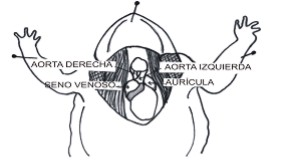 AORTA DERECHA
AORTA IZQUIERDA
SENO VENOSO
AURÍCULA